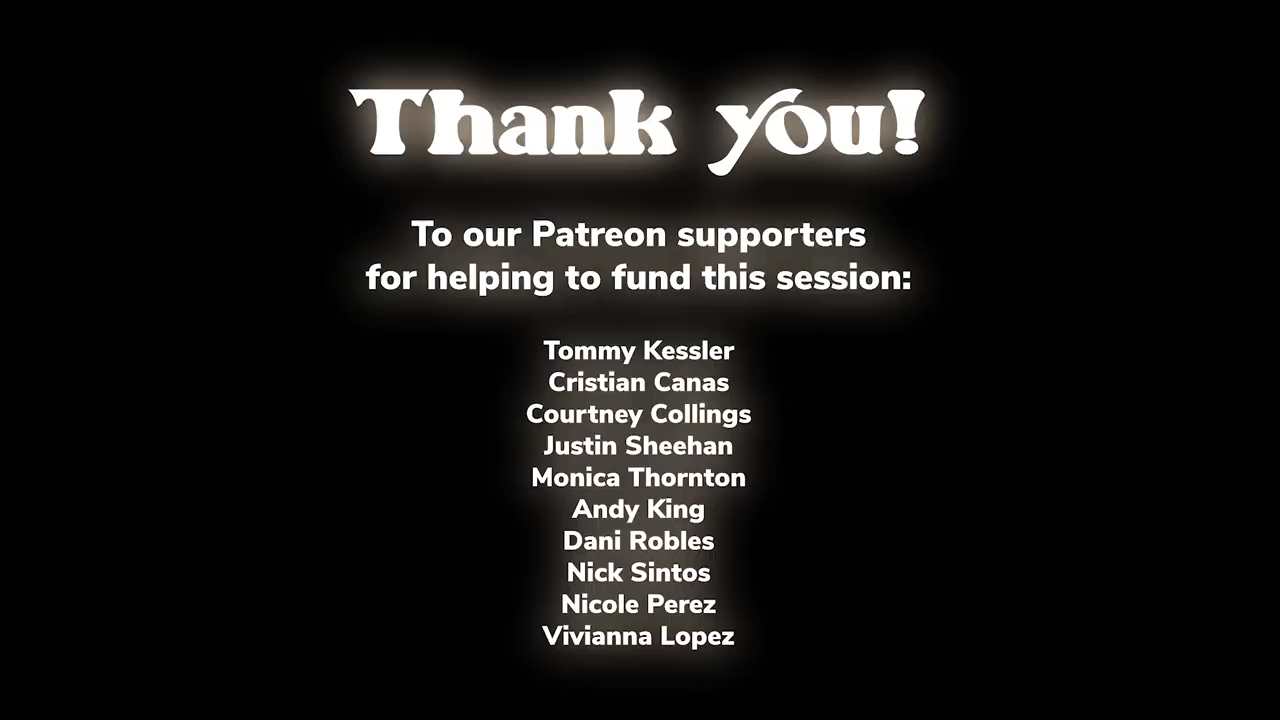 Thank you!
To our Patreon supporters
for helping to fund this session:
Tommy Kessler
Cristian Canas
Courtney Collings
Justin Sheehan
Monica Thornton
Andy King
Dani Robles
Nick Sintos
Nicole Perez
Vivianna Lopez